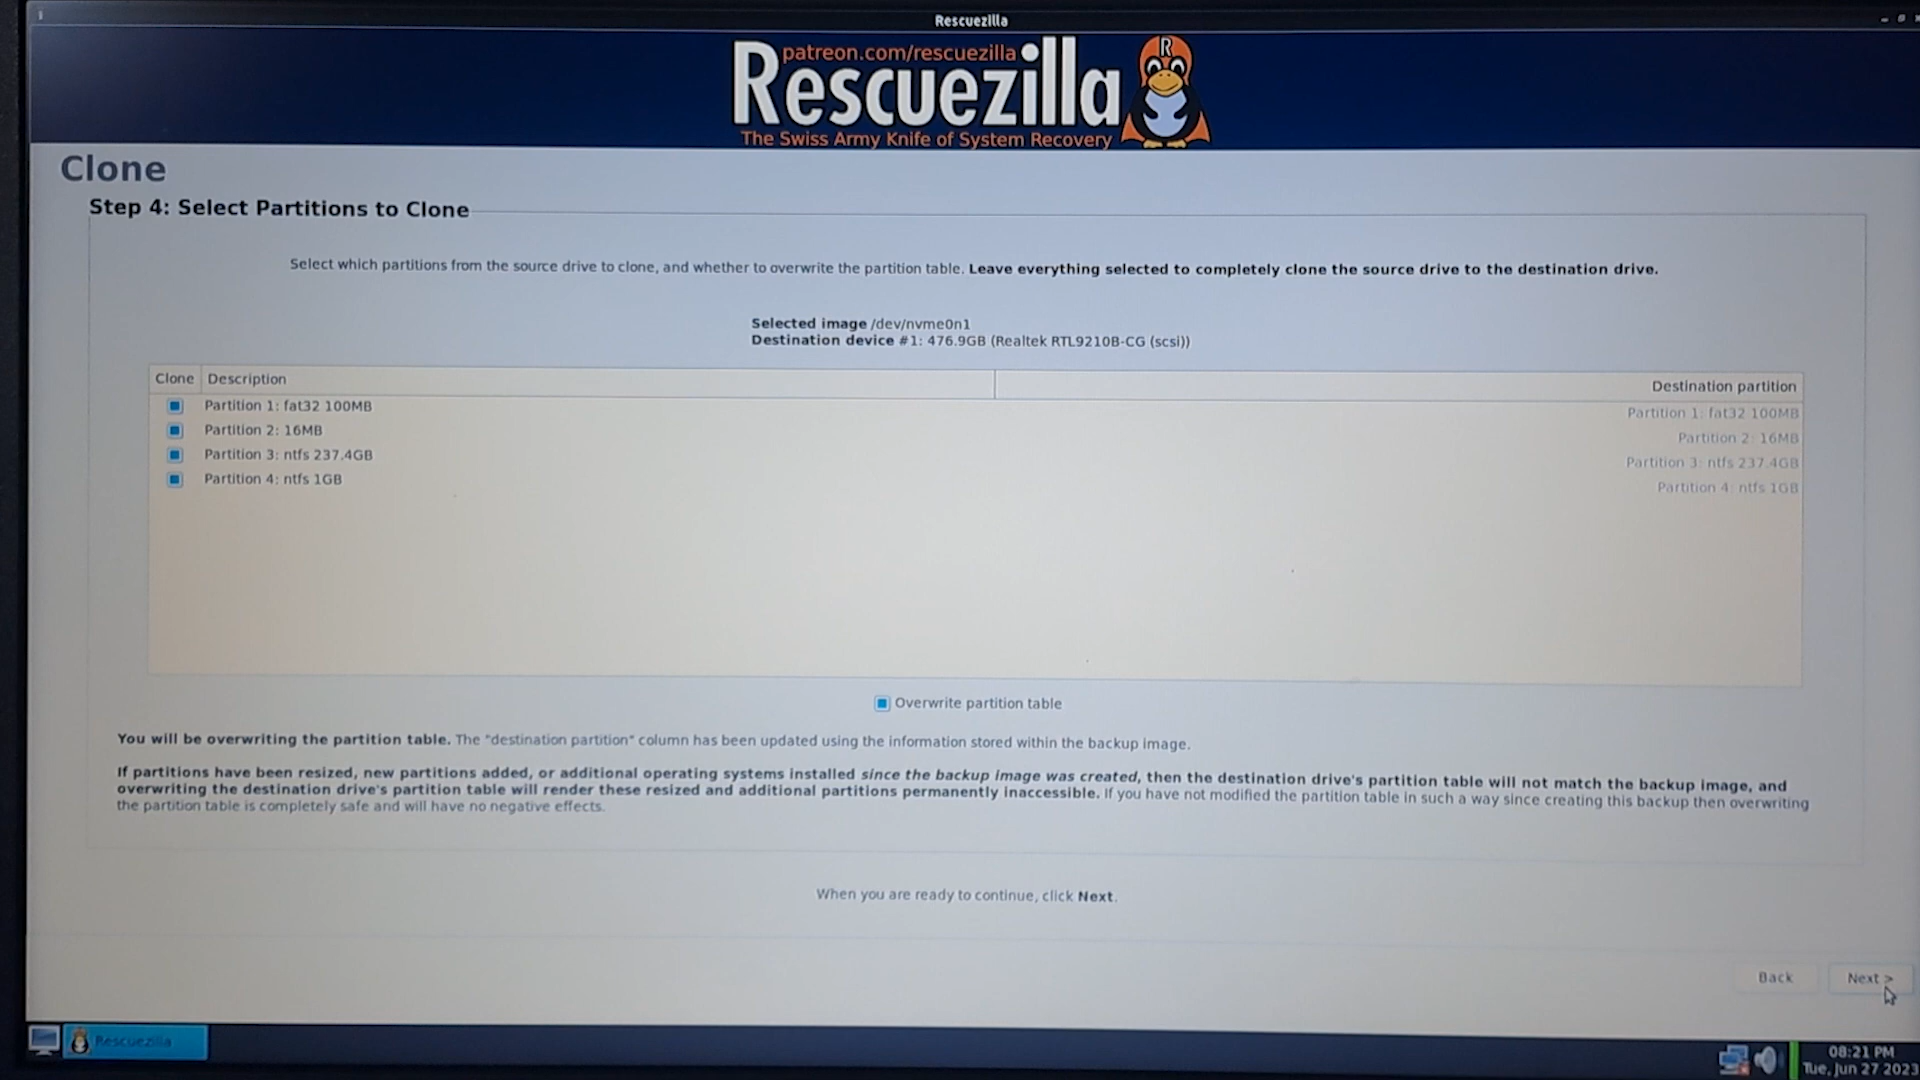 Rescuezilla
patreon.com/rescuezilla
Rescuezilla
R
The Swiss Army Knife of System Recovery
Clone
Step 4: Select Partitions to Clone
Select which partitions from the source drive to clone, and whether to overwrite the partition table. Leave everything selected to completely clone the source drive to the destination drive.
Selected image /dev/nvme0n1
Destination device #1: 476.9GB (Realtek RTL9210B-CG (scsi))
Clone Description Destination partition
Partition 1: fat32 100MB Partition 1: fat32 100MB
Partition 2: 16MB Partition 2: 16MB
Partition 3: ntfs 237.4GB Partition 3: ntfs 237.4GB
Partition 4: ntfs 1GB Partition 4: ntfs 1GB
Overwrite partition table
You will be overwriting the partition table. The "destination partition" column has been updated using the information stored within the backup image.
If partitions have been resized, new partitions added, or additional operating systems installed since the backup image was created, then the destination drive's partition table will not match the backup image, and
overwriting the destination drive's partition table will render these resized and additional partitions permanently inaccessible. If you have not modified the partition table in such a way since creating this backup then overwriting
the partition table is completely safe and will have no negative effects.
When you are ready to continue, click Next.
Back Next >
Rescuezilla
08:21 PM
Tue, Jun 27 2023